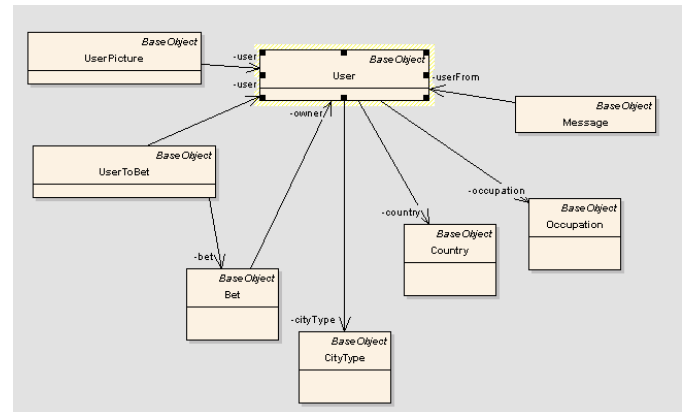 BaseObject
UserPicture
-user
BaseObject
User
-user
-userFrom
-owner
BaseObject
Message
BaseObject
UserToBet
-occupation
-country
BaseObject
Occupation
BaseObject
Country
-bet
BaseObject
Bet
-cityType
BaseObject
CityType